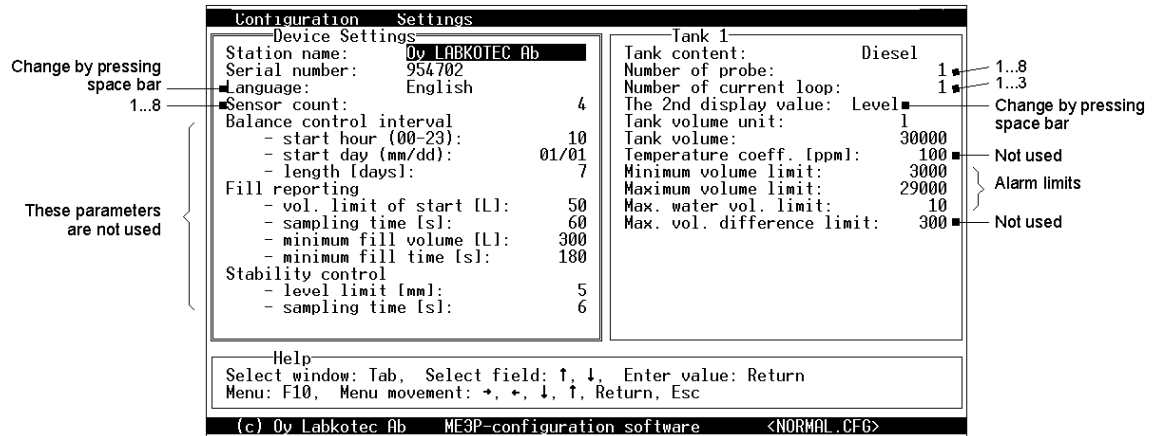 Configuration Settings
Device Settings
Station name: Oy LABKOTEC Ab
Serial number: 954702
Language: English
Sensor count: 4
Balance control interval
- start hour (00-23): 10
- start day (mm/dd): 01/01
- length [days]: 7
Fill reporting
- vol. limit of start [L]: 50
- sampling time [s]: 60
- minimum fill volume [L]: 300
- minimum fill time [s]: 180
Stability control
- level limit [mm]: 5
- sampling time [s]: 6
Change by pressing
space bar
1...8
These parameters
are not used
Tank 1
Tank content: Diesel
Number of probe: 1
Number of current loop: 1
The 2nd display value: Level
Tank volume unit: l
Tank volume: 30000
Temperature coeff. [ppm]: 100
Minimum volume limit: 3000
Maximum volume limit: 29000
Max. water vol. limit: 10
Max. vol. difference limit: 300
1...8
1...3
Change by pressing
space bar
Not used
Alarm limits
Not used
Help
Select window: Tab, Select field: ↑, ↓, Enter value: Return
Menu: F10, Menu movement: →, ←, ↓, ↑, Return, Esc
(c) Oy Labkotec Ab ME3P-configuration software <NORMAL.CFG>